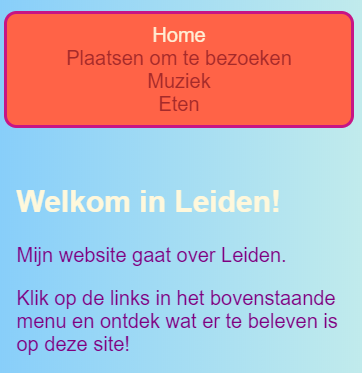 Home
Plaatsen om te bezoeken
Muziek
Eten
Welkom in Leiden!
Mijn website gaat over Leiden.
Klik op de links in het bovenstaande
menu en ontdek wat er te beleven is
op deze site!